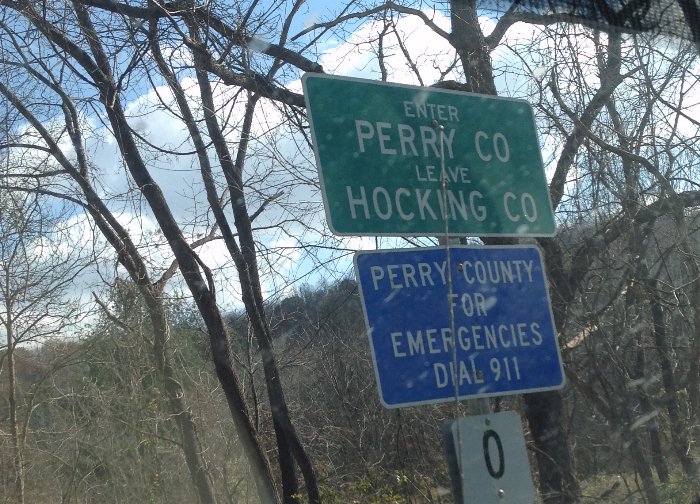 ENTER
PERRY CO
LEAVE
HOCKING CO
PERRY COUNTY
FOR
EMERGENCIES
DIAL 911
0